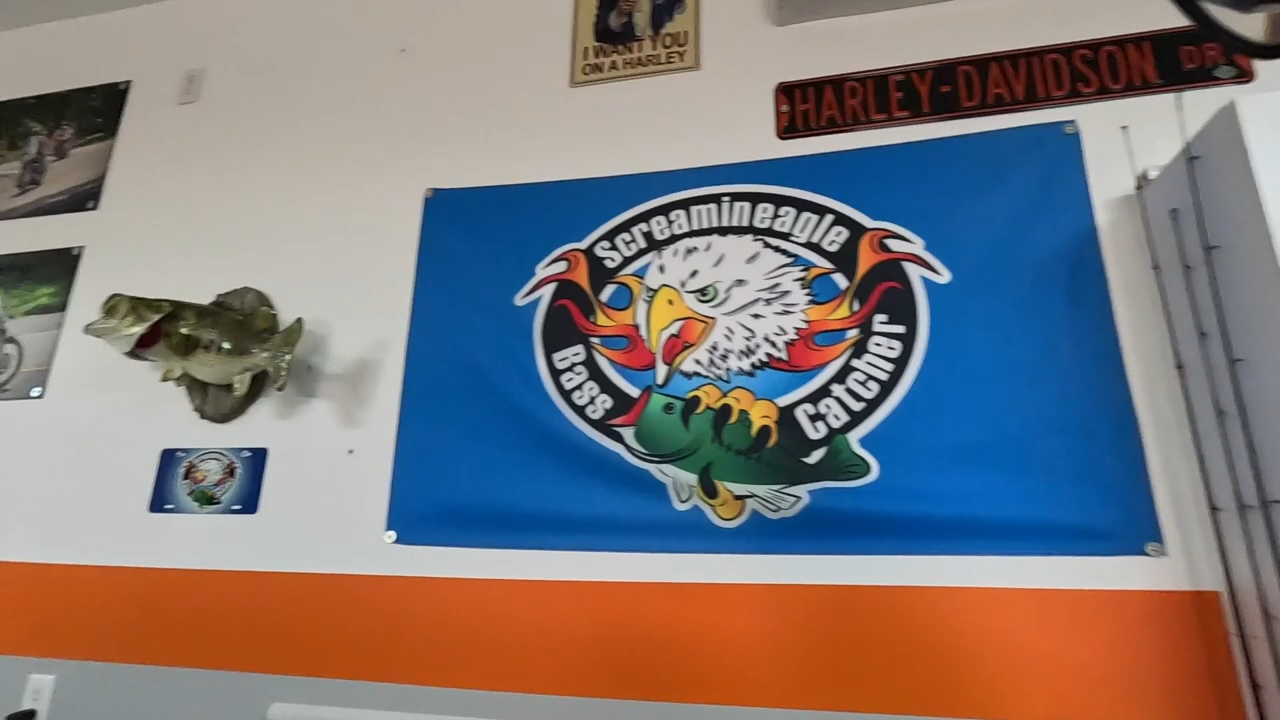 I WANT YOU
ON A HARLEY
HARLEY-DAVIDSON DR
Screamineagle
Bass Catcher